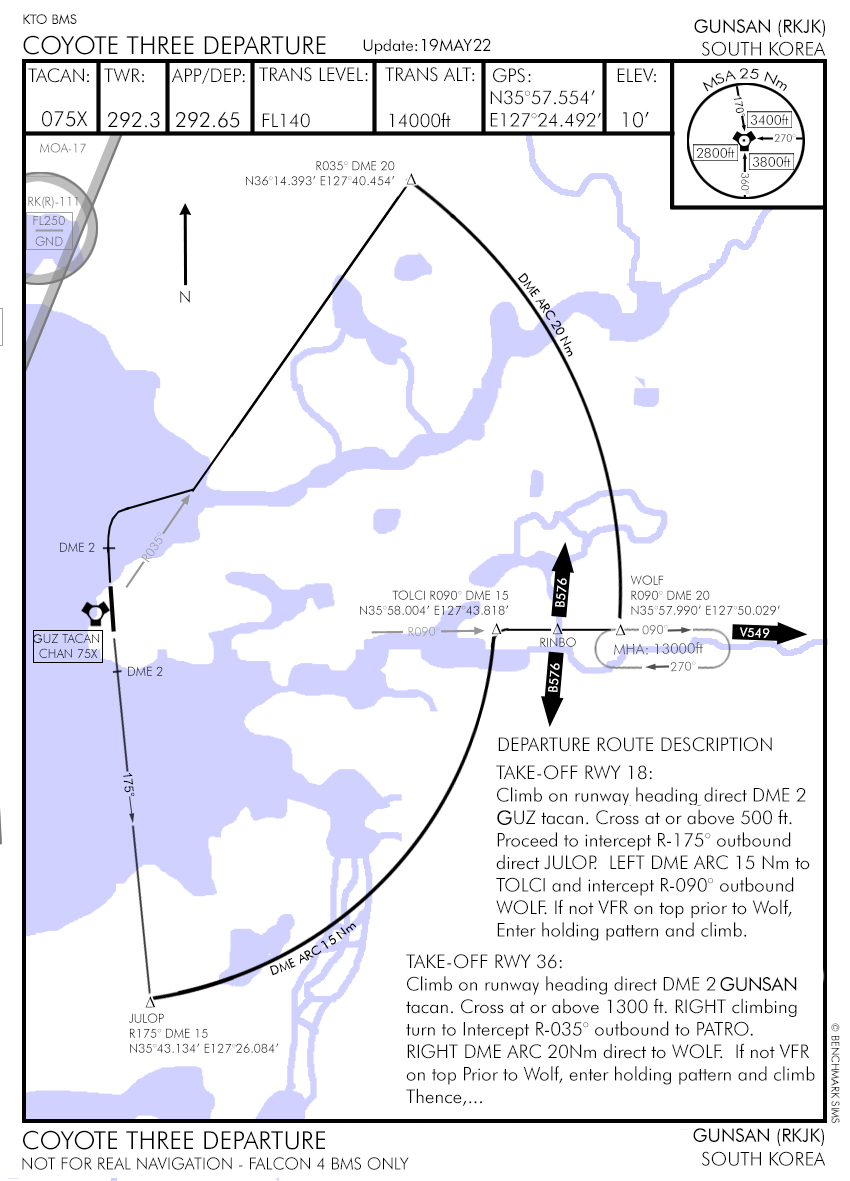 KTO BMS
COYOTE THREE DEPARTURE
Update:19MAY22
GUNSAN (RKJK)
SOUTH KOREA
TACAN:
075X
TWR:
292.3
APP/DEP:
292.65
TRANS LEVEL:
FL140
TRANS ALT:
14000ft
GPS:
N35°57.554′
E127°24.492′
ELEV:
10′
MSA 25 Nm
170°
3400ft
270°
2800ft
3800ft
360°
MOA-17
RK(R)-111
FL250
GND
R035° DME 20
N36°14.393′ E127°40.454′
N
DME ARC 20 Nm
DME 2
R035°
GUZ TACAN
CHAN 75X
DME 2
TOLCI R090° DME 15
N35°58.004′ E127°43.818′
R090°
B576
RINBO
B576
WOLF
R090° DME 20
N35°57.990′ E127°50.029′
090°
V549
MHA: 13000ft
270°
175°
DME ARC 15 Nm
JULOP
R175° DME 15
N35°43.134′ E127°26.084′
DEPARTURE ROUTE DESCRIPTION
TAKE-OFF RWY 18:
Climb on runway heading direct DME 2
GUZ tacan. Cross at or above 500 ft.
Proceed to intercept R-175° outbound
direct JULOP. LEFT DME ARC 15 Nm to
TOLCI and intercept R-090° outbound
WOLF. If not VFR on top prior to Wolf,
Enter holding pattern and climb.
TAKE-OFF RWY 36:
Climb on runway heading direct DME 2 GUNSAN
tacan. Cross at or above 1300 ft. RIGHT climbing
turn to Intercept R-035° outbound to PATRO.
RIGHT DME ARC 20Nm direct to WOLF. If not VFR
on top Prior to Wolf, enter holding pattern and climb
Thence,...
© BENCHMARK SIMS
COYOTE THREE DEPARTURE
NOT FOR REAL NAVIGATION - FALCON 4 BMS ONLY
GUNSAN (RKJK)
SOUTH KOREA